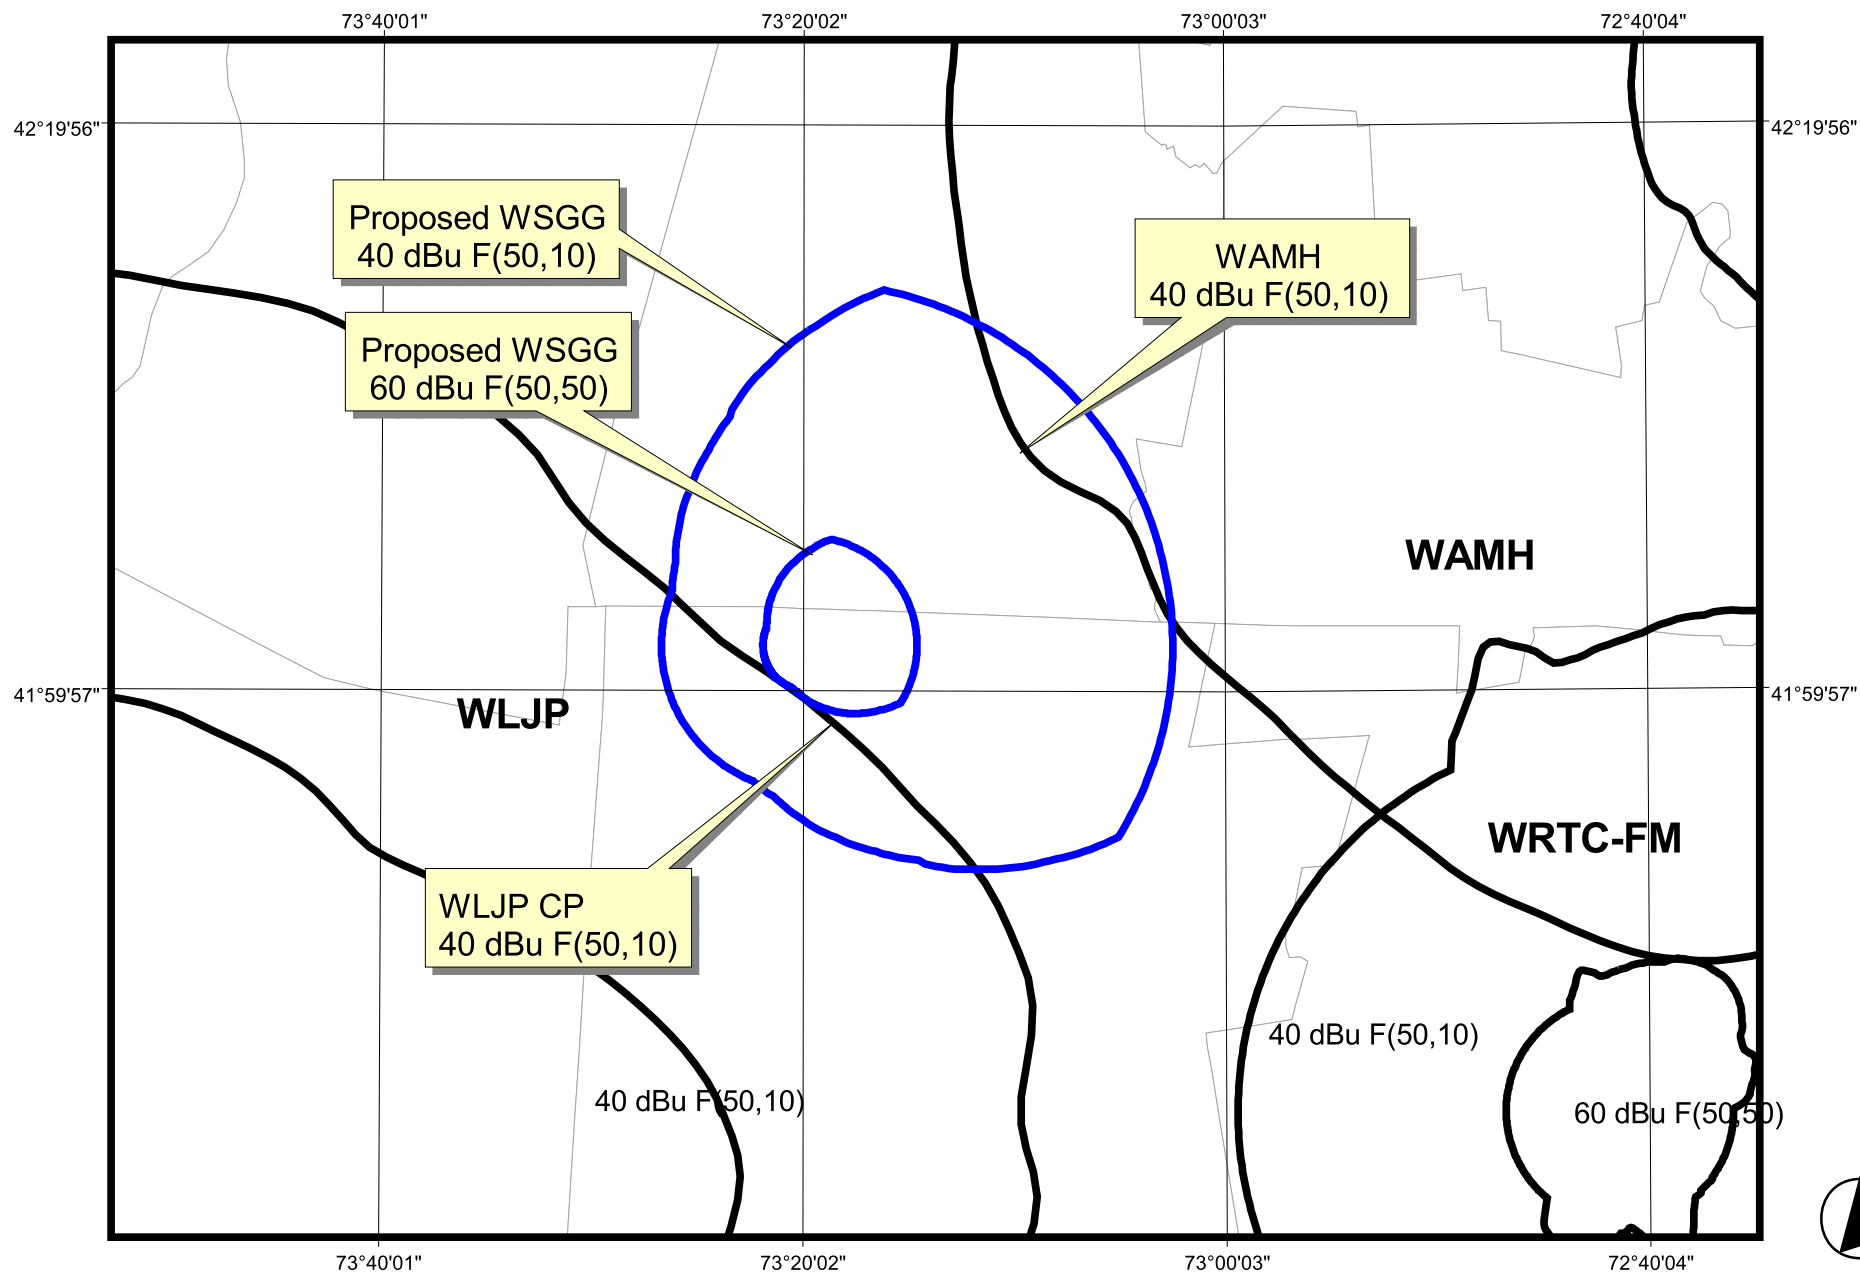 73°40'01"
73°20'02"
73°00'03"
72°40'04"
42°19'56"
42°19'56"
Proposed WSGG
40 dBu F(50,10)
WAMH
40 dBu F(50,10)
Proposed WSGG
60 dBu F(50,50)
WAMH
41°59'57"
41°59'57"
WLJP
WRTC-FM
WLJP CP
40 dBu F(50,10)
40 dBu F(50,10)
40 dBu F(50,10)
60 dBu F(50,50)
73°40'01"
73°20'02"
73°00'03"
72°40'04"